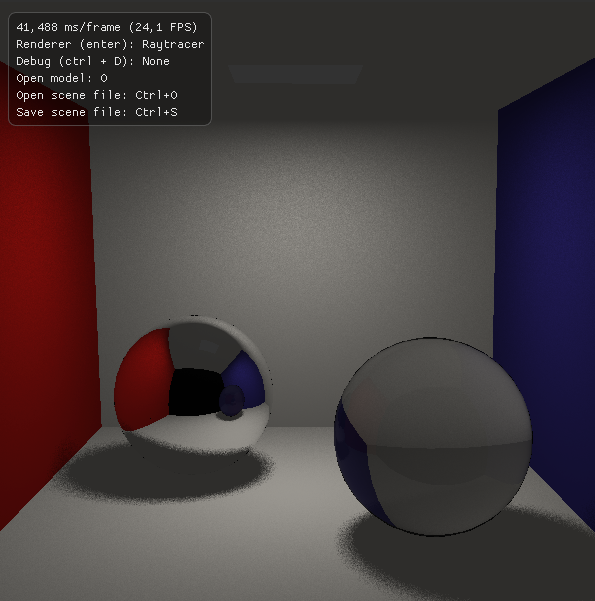 41,488 ms/frame (24,1 FPS)
Renderer (enter): Raytracer
Debug (ctrl + D): None
Open model: O
Open scene file: Ctrl+O
Save scene file: Ctrl+S